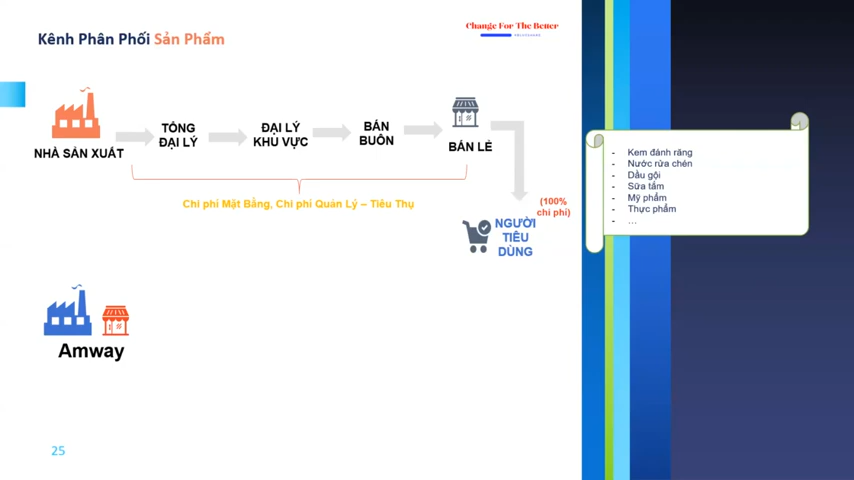 Kênh Phân Phối Sản Phẩm
Change For The Better
NHÀ SẢN XUẤT
TỔNG
ĐẠI LÝ
ĐẠI LÝ
KHU VỰC
BÁN
BUÔN
BÁN LẺ
Chi phí Mặt Bằng, Chi phí Quản Lý – Tiêu Thụ
(100%
chi phí)
NGƯỜI
TIÊU
DÙNG
- Kem đánh răng
- Nước rửa chén
- Dầu gội
- Sữa tắm
- Mỹ phẩm
- Thực phẩm
- ...
Amway
25